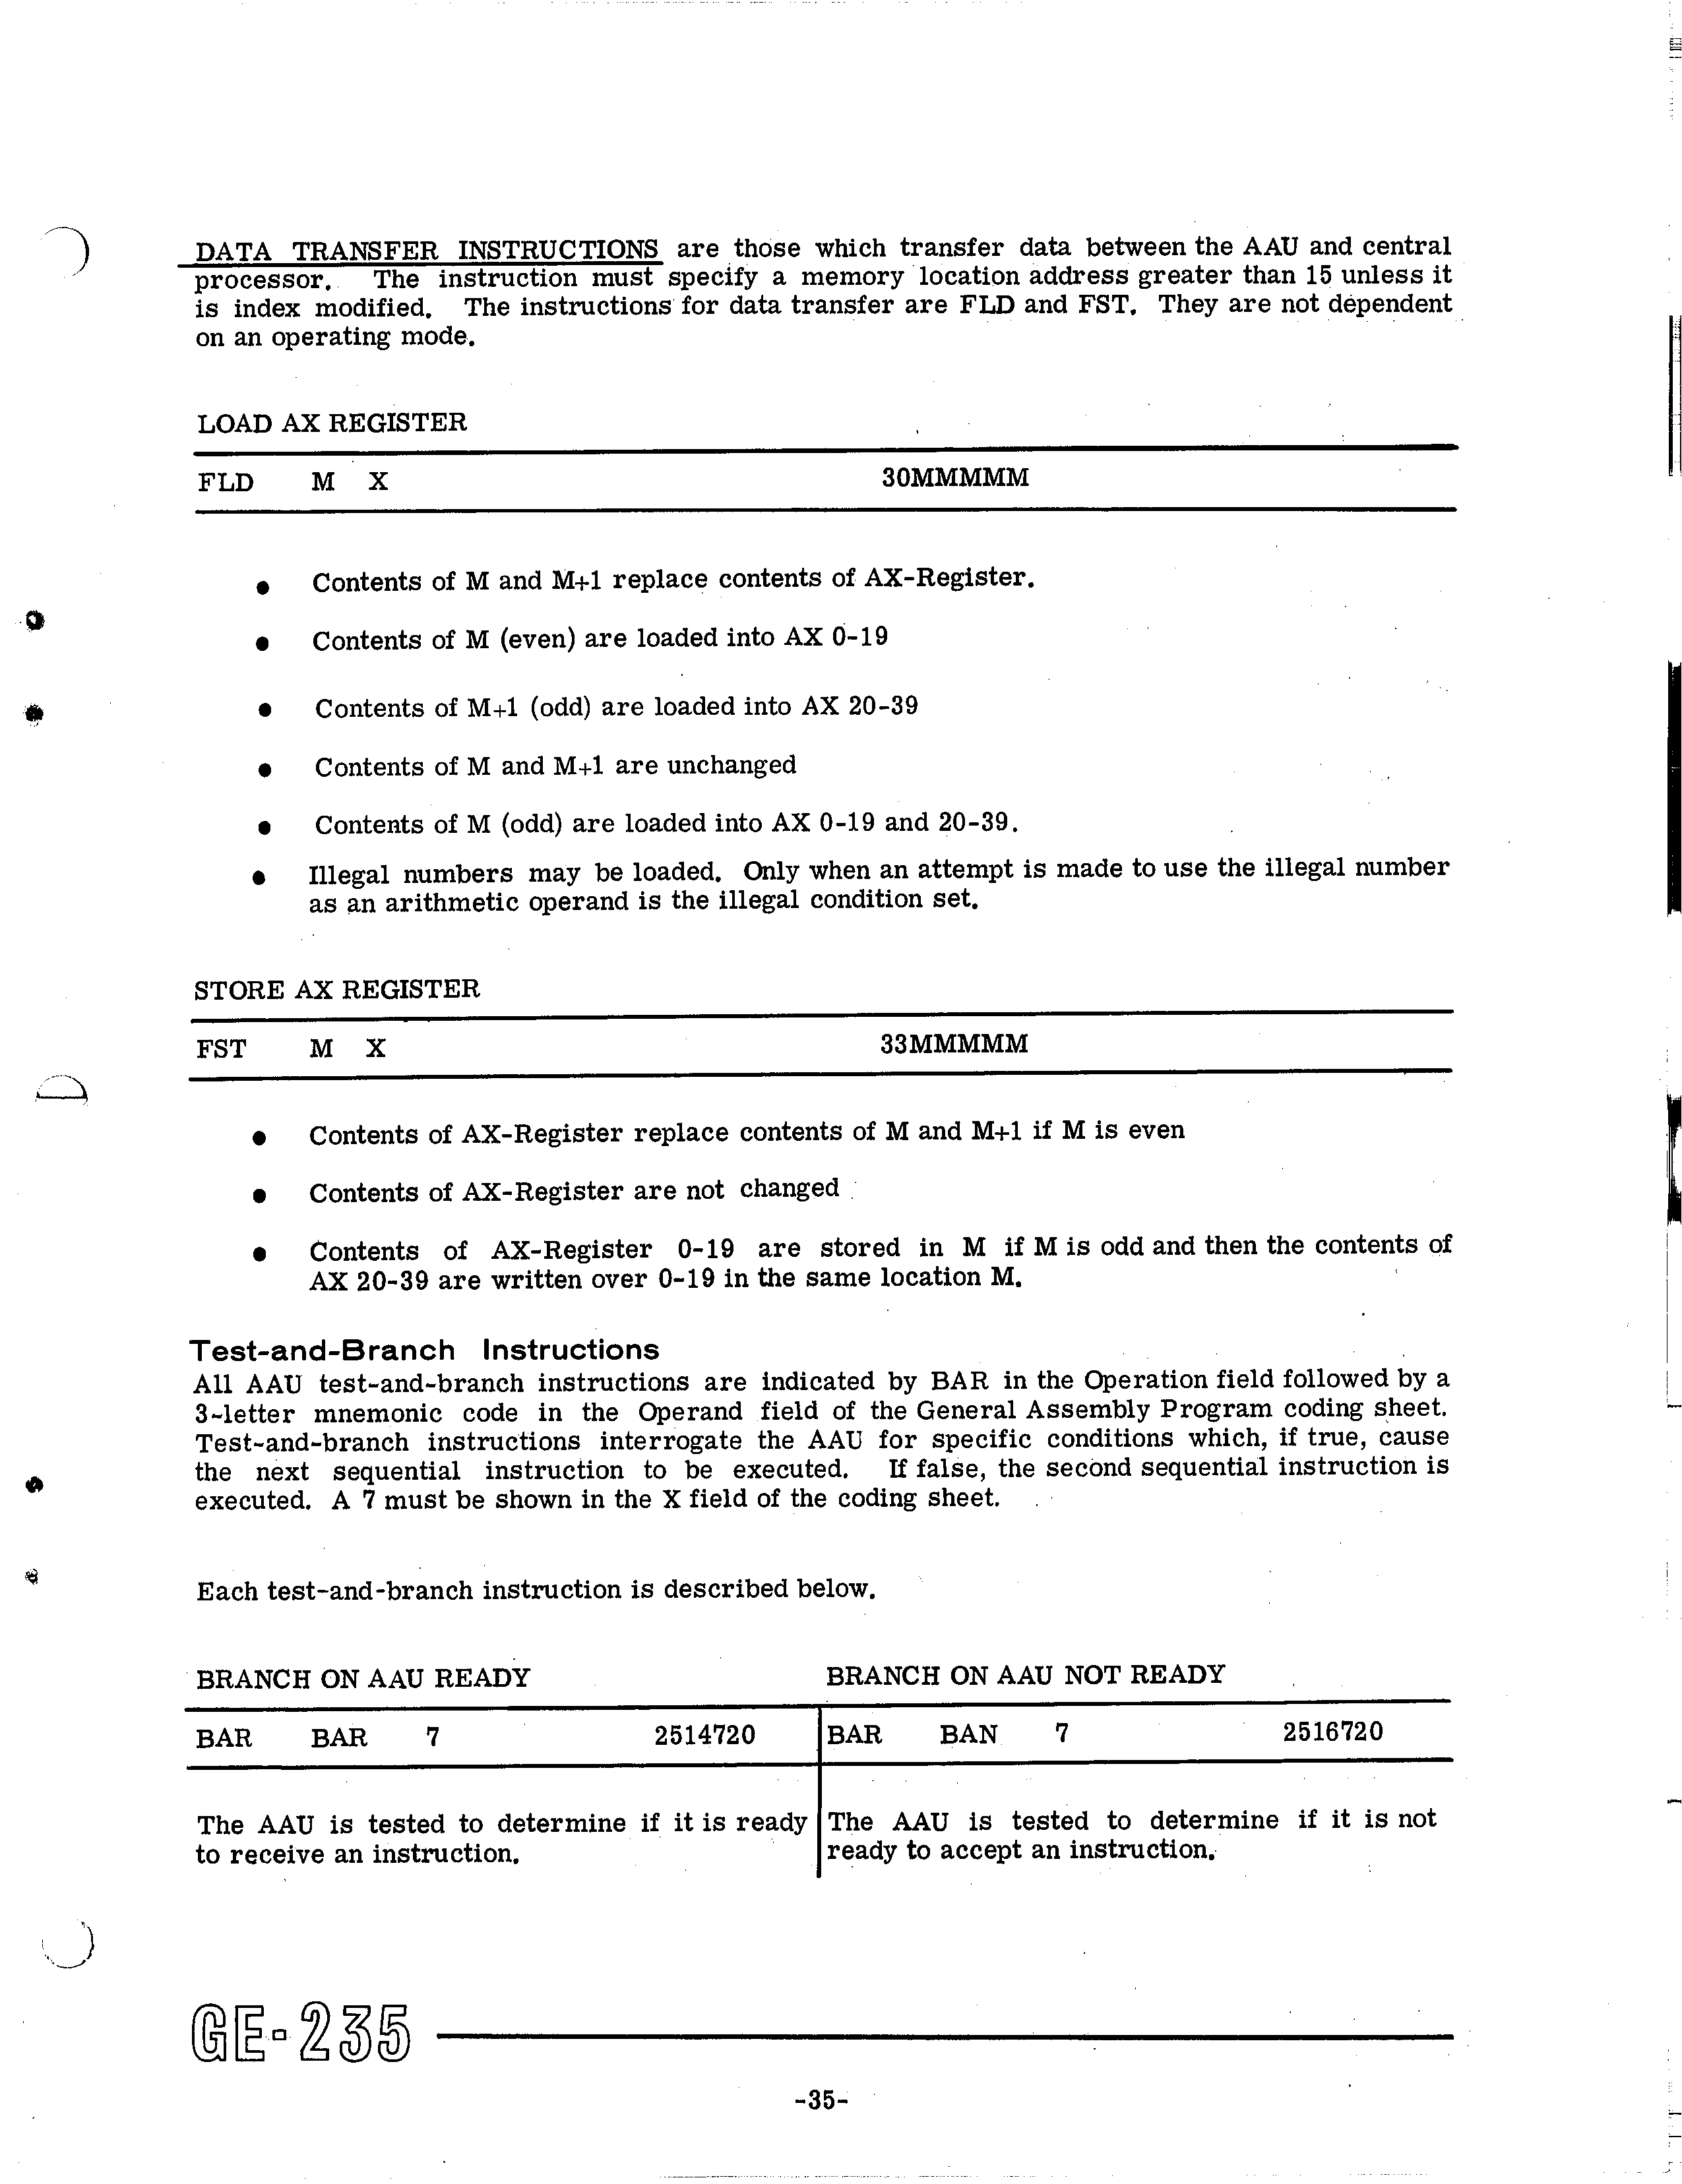 DATA TRANSFER INSTRUCTIONS are those which transfer data between the AAU and central
processor. The instruction must specify a memory location address greater than 15 unless it
is index modified. The instructions for data transfer are FLD and FST. They are not dependent
on an operating mode.
LOAD AX REGISTER
FLD M X 30MMMMM
● Contents of M and M+1 replace contents of AX-Register.
● Contents of M (even) are loaded into AX 0-19
● Contents of M+1 (odd) are loaded into AX 20-39
● Contents of M and M+1 are unchanged
● Contents of M (odd) are loaded into AX 0-19 and 20-39.
● Illegal numbers may be loaded. Only when an attempt is made to use the illegal number
as an arithmetic operand is the illegal condition set.
STORE AX REGISTER
FST M X 33MMMMM
● Contents of AX-Register replace contents of M and M+1 if M is even
● Contents of AX-Register are not changed
● Contents of AX-Register 0-19 are stored in M if M is odd and then the contents of
AX 20-39 are written over 0-19 in the same location M.
Test-and-Branch Instructions
All AAU test-and-branch instructions are indicated by BAR in the Operation field followed by a
3-letter mnemonic code in the Operand field of the General Assembly Program coding sheet.
Test-and-branch instructions interrogate the AAU for specific conditions which, if true, cause
the next sequential instruction to be executed. If false, the second sequential instruction is
executed. A 7 must be shown in the X field of the coding sheet.
Each test-and-branch instruction is described below.
BRANCH ON AAU READY
BAR BAR 7 2514720
The AAU is tested to determine if it is ready
to receive an instruction.
BRANCH ON AAU NOT READY
BAR BAN 7 2516720
The AAU is tested to determine if it is not
ready to accept an instruction.
GE-235
-35-